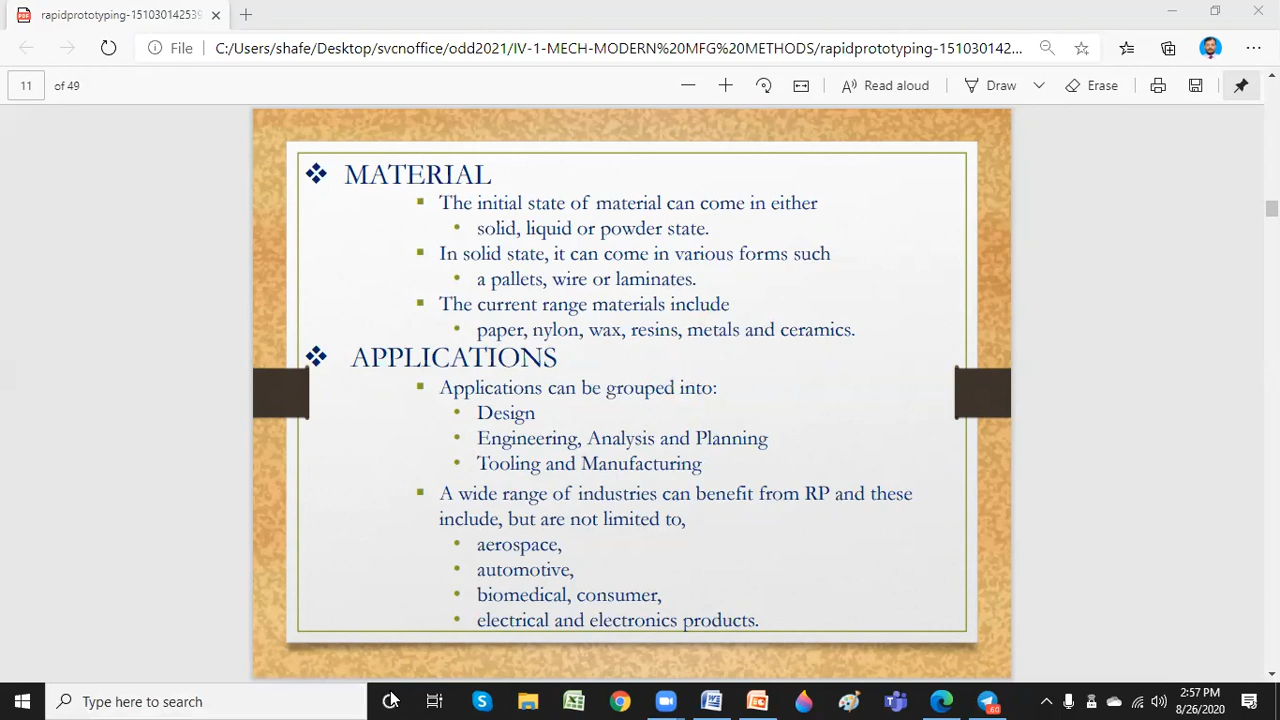 rapidprototyping-151030142539
File
C:/Users/shafe/Desktop/svcnoffice/odd2021/IV-1-MECH-MODERN%20MFG%20METHODS/rapidprototyping-151030142...
11 of 49
Read aloud
Draw
Erase
MATERIAL
The initial state of material can come in either
solid, liquid or powder state.
In solid state, it can come in various forms such
a pallets, wire or laminates.
The current range materials include
paper, nylon, wax, resins, metals and ceramics.
APPLICATIONS
Applications can be grouped into:
Design
Engineering, Analysis and Planning
Tooling and Manufacturing
A wide range of industries can benefit from RP and these
include, but are not limited to,
aerospace,
automotive,
biomedical, consumer,
electrical and electronics products.
Type here to search
60
2:57 PM
8/26/2020